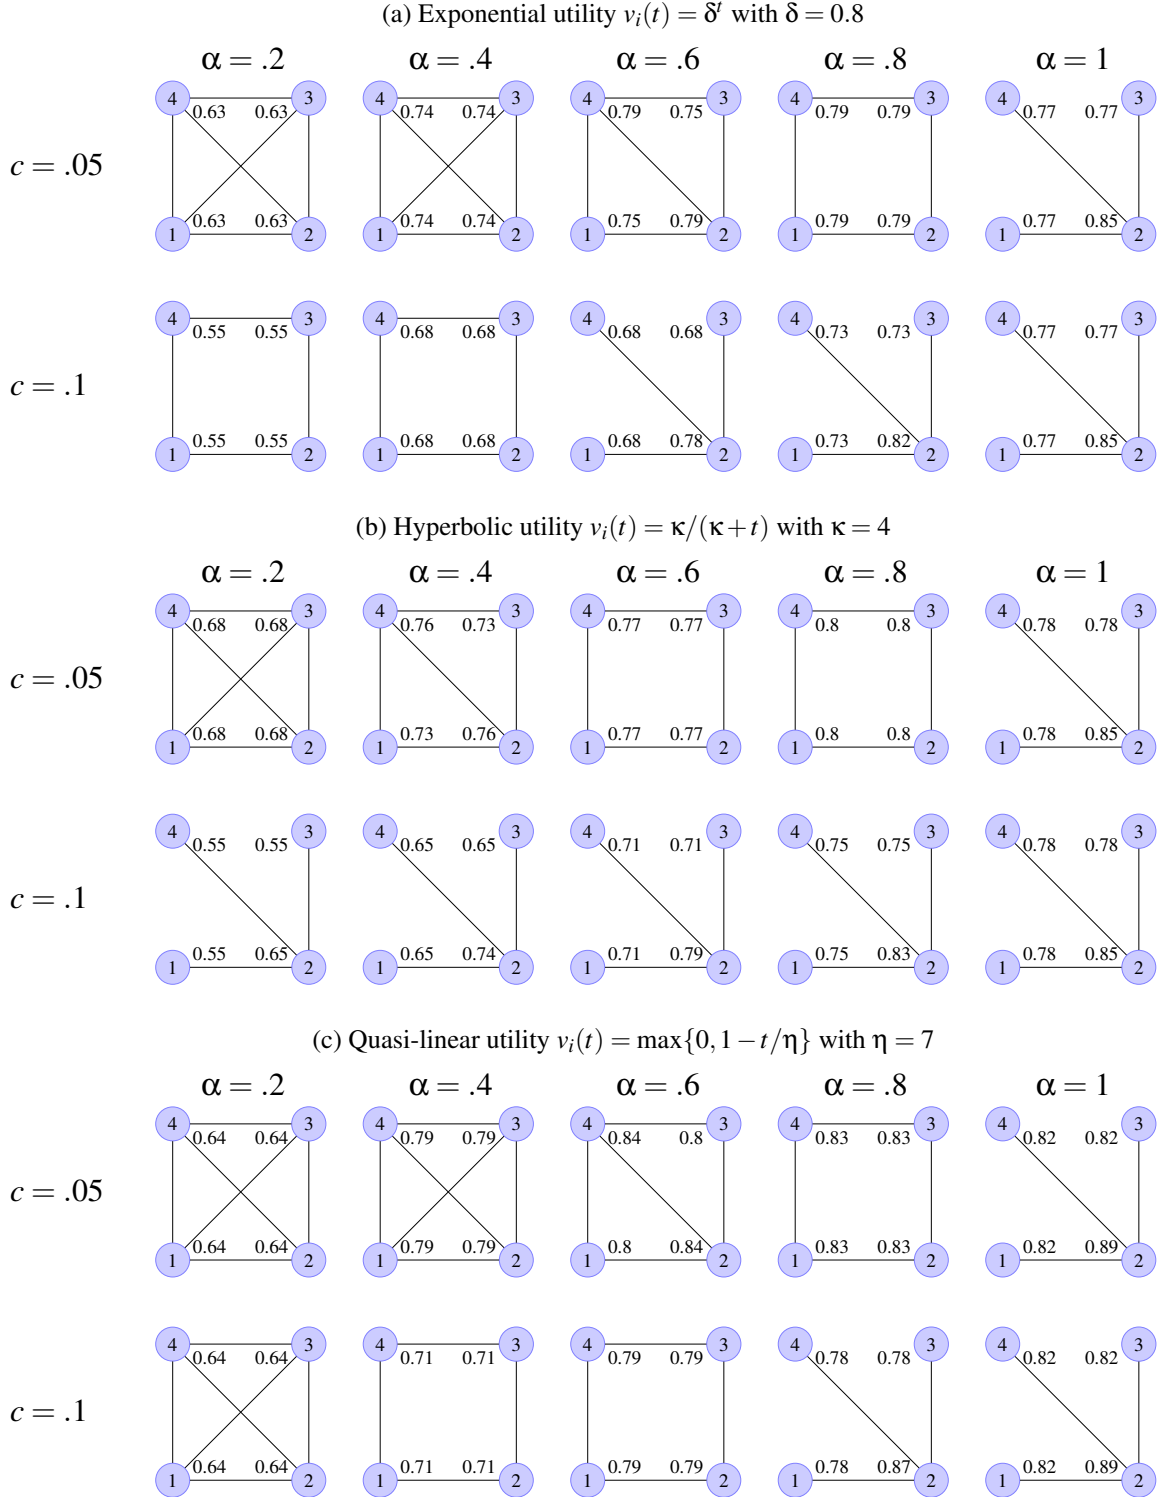 (a) Exponential utility vᵢ(t) = δᵗ with δ = 0.8
α = .2 α = .4 α = .6 α = .8 α = 1
4 3 4 3 4 3 4 3 4 3
0.63 0.63 0.74 0.74 0.79 0.75 0.79 0.79 0.77 0.77
c = .05
0.63 0.63 0.74 0.74 0.75 0.79 0.79 0.79 0.77 0.85
1 2 1 2 1 2 1 2 1 2
4 3 4 3 4 3 4 3 4 3
0.55 0.55 0.68 0.68 0.68 0.68 0.73 0.73 0.77 0.77
c = .1
0.55 0.55 0.68 0.68 0.68 0.78 0.73 0.82 0.77 0.85
1 2 1 2 1 2 1 2 1 2
(b) Hyperbolic utility vᵢ(t) = κ/(κ+t) with κ = 4
α = .2 α = .4 α = .6 α = .8 α = 1
4 3 4 3 4 3 4 3 4 3
0.68 0.68 0.76 0.73 0.77 0.77 0.8 0.8 0.78 0.78
c = .05
0.68 0.68 0.73 0.76 0.77 0.77 0.8 0.8 0.78 0.85
1 2 1 2 1 2 1 2 1 2
4 3 4 3 4 3 4 3 4 3
0.55 0.55 0.65 0.65 0.71 0.71 0.75 0.75 0.78 0.78
c = .1
0.55 0.65 0.65 0.74 0.71 0.79 0.75 0.83 0.78 0.85
1 2 1 2 1 2 1 2 1 2
(c) Quasi-linear utility vᵢ(t) = max{0, 1 − t/η} with η = 7
α = .2 α = .4 α = .6 α = .8 α = 1
4 3 4 3 4 3 4 3 4 3
0.64 0.64 0.79 0.79 0.84 0.8 0.83 0.83 0.82 0.82
c = .05
0.64 0.64 0.79 0.79 0.8 0.84 0.83 0.83 0.82 0.89
1 2 1 2 1 2 1 2 1 2
4 3 4 3 4 3 4 3 4 3
0.64 0.64 0.71 0.71 0.79 0.79 0.78 0.78 0.82 0.82
c = .1
0.64 0.64 0.71 0.71 0.79 0.79 0.78 0.87 0.82 0.89
1 2 1 2 1 2 1 2 1 2